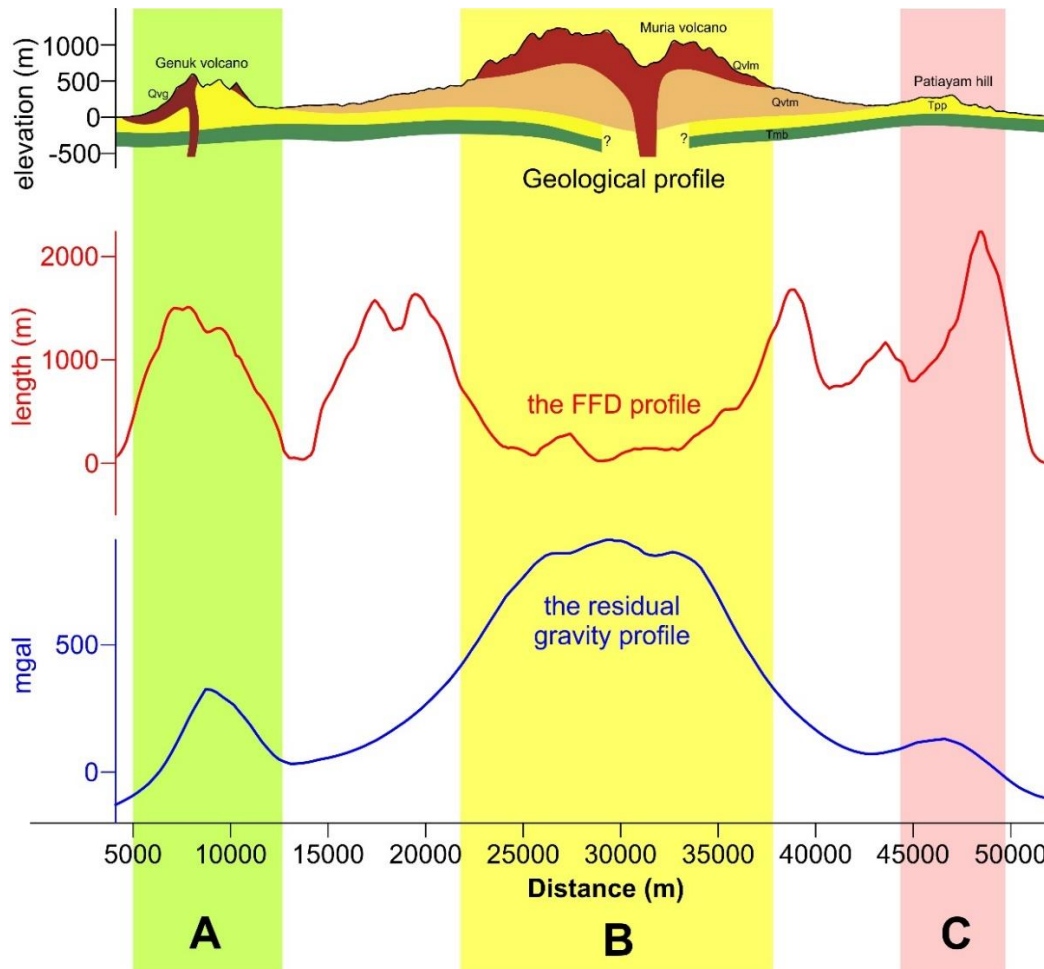 elevation (m)
1000
500
0
-500
Genuk volcano
Qvg
Muria volcano
Qvlm
Qvtm
Patiayam hill
Tpp
Tmb
?
?
Geological profile
length (m)
2000
1000
0
the FFD profile
mgal
500
0
the residual
gravity profile
5000 10000 15000 20000 25000 30000 35000 40000 45000 50000
Distance (m)
A B C